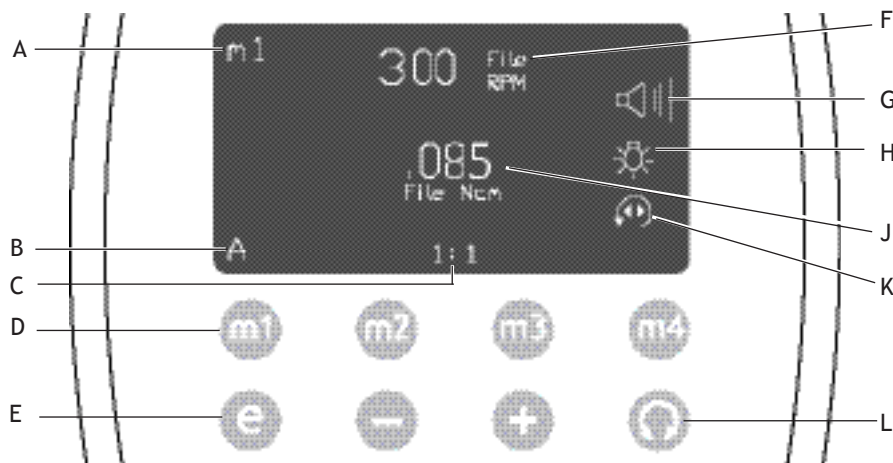 A
m1
300
File
RPM
F
G
H
.085
File Ncm
J
K
B
A
1:1
C
D
m1
m2
m3
m4
E
e
−
+
L